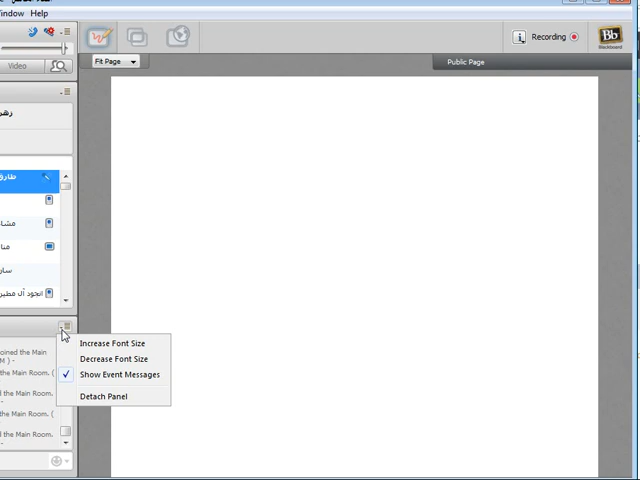 Window Help
Recording
Blackboard
Video
Fit Page
Public Page
طارق
مشا
منا
سار
انجود آل مطير
Increase Font Size
Decrease Font Size
Show Event Messages
Detach Panel
oined the Main
M ) -
the Main Room. (
d the Main Room.
the Main Room. (
d the Main Room.